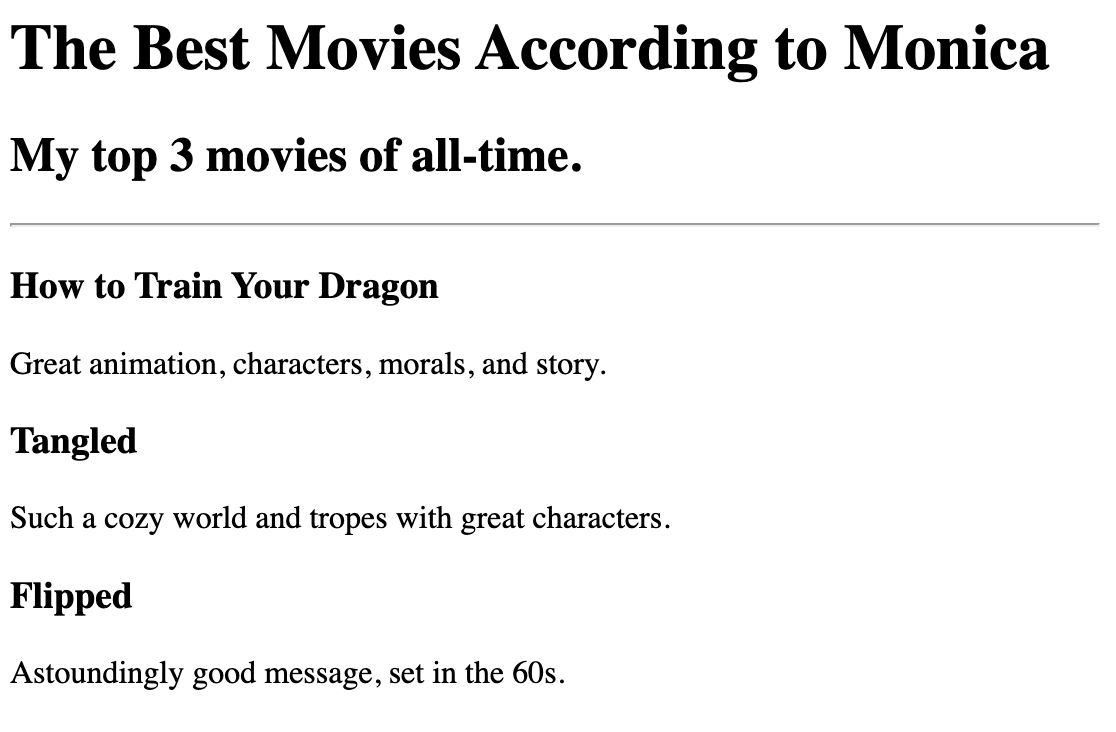 The Best Movies According to Monica
My top 3 movies of all-time.
How to Train Your Dragon
Great animation, characters, morals, and story.
Tangled
Such a cozy world and tropes with great characters.
Flipped
Astoundingly good message, set in the 60s.